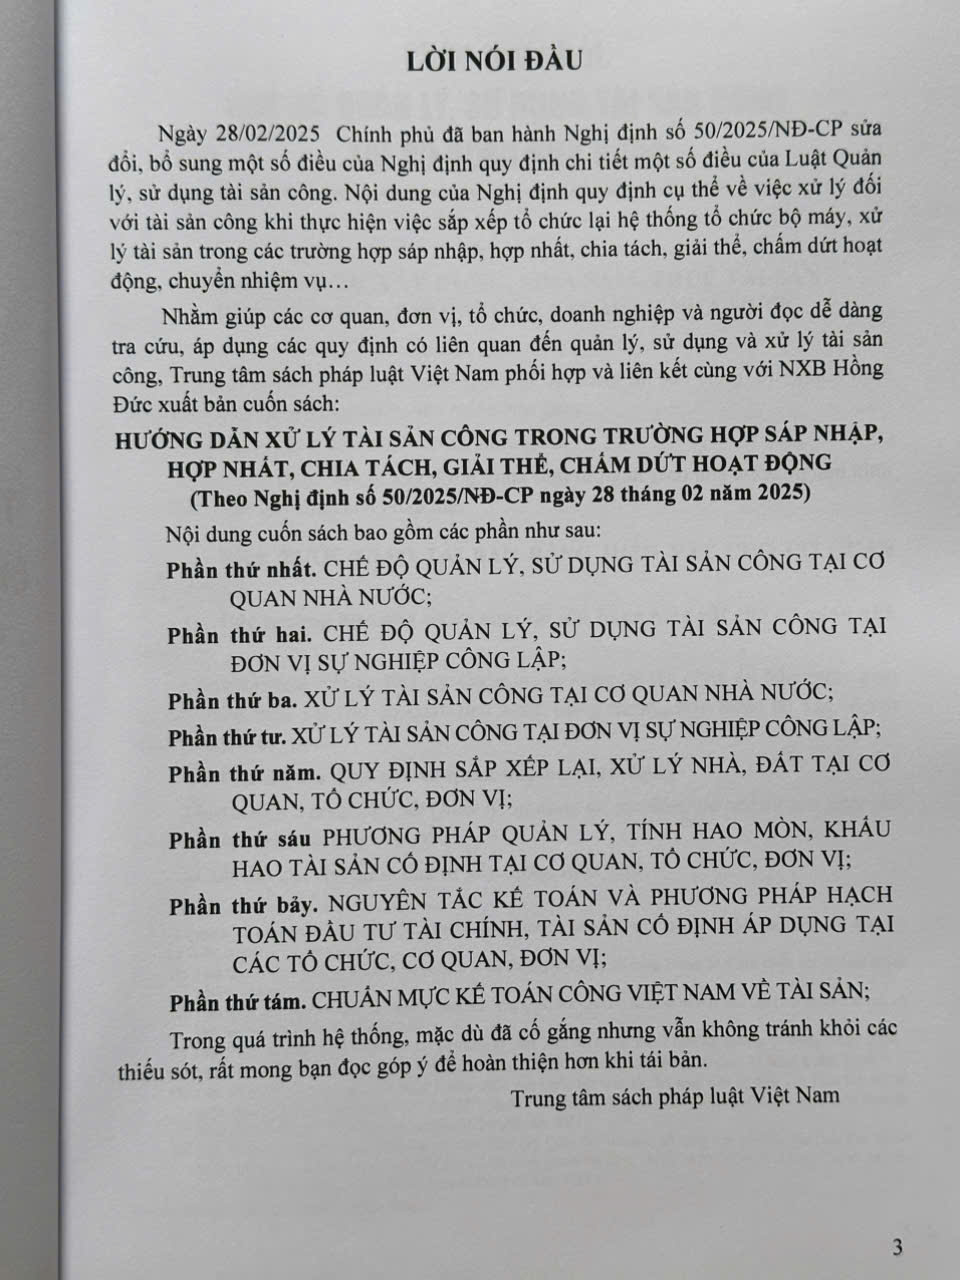 LỜI NÓI ĐẦU
Ngày 28/02/2025 Chính phủ đã ban hành Nghị định số 50/2025/NĐ-CP sửa
đổi, bổ sung một số điều của Nghị định quy định chi tiết một số điều của Luật Quản
lý, sử dụng tài sản công. Nội dung của Nghị định quy định cụ thể về việc xử lý đối
với tài sản công khi thực hiện việc sắp xếp tổ chức lại hệ thống tổ chức bộ máy, xử
lý tài sản trong các trường hợp sáp nhập, hợp nhất, chia tách, giải thể, chấm dứt hoạt
động, chuyển nhiệm vụ…
Nhằm giúp các cơ quan, đơn vị, tổ chức, doanh nghiệp và người đọc dễ dàng
tra cứu, áp dụng các quy định có liên quan đến quản lý, sử dụng và xử lý tài sản
công, Trung tâm sách pháp luật Việt Nam phối hợp và liên kết cùng với NXB Hồng
Đức xuất bản cuốn sách:
HƯỚNG DẪN XỬ LÝ TÀI SẢN CÔNG TRONG TRƯỜNG HỢP SÁP NHẬP,
HỢP NHẤT, CHIA TÁCH, GIẢI THỂ, CHẤM DỨT HOẠT ĐỘNG
(Theo Nghị định số 50/2025/NĐ-CP ngày 28 tháng 02 năm 2025)
Nội dung cuốn sách bao gồm các phần như sau:
Phần thứ nhất. CHẾ ĐỘ QUẢN LÝ, SỬ DỤNG TÀI SẢN CÔNG TẠI CƠ
QUAN NHÀ NƯỚC;
Phần thứ hai. CHẾ ĐỘ QUẢN LÝ, SỬ DỤNG TÀI SẢN CÔNG TẠI
ĐƠN VỊ SỰ NGHIỆP CÔNG LẬP;
Phần thứ ba. XỬ LÝ TÀI SẢN CÔNG TẠI CƠ QUAN NHÀ NƯỚC;
Phần thứ tư. XỬ LÝ TÀI SẢN CÔNG TẠI ĐƠN VỊ SỰ NGHIỆP CÔNG LẬP;
Phần thứ năm. QUY ĐỊNH SẮP XẾP LẠI, XỬ LÝ NHÀ, ĐẤT TẠI CƠ
QUAN, TỔ CHỨC, ĐƠN VỊ;
Phần thứ sáu PHƯƠNG PHÁP QUẢN LÝ, TÍNH HAO MÒN, KHẤU
HAO TÀI SẢN CỐ ĐỊNH TẠI CƠ QUAN, TỔ CHỨC, ĐƠN VỊ;
Phần thứ bảy. NGUYÊN TẮC KẾ TOÁN VÀ PHƯƠNG PHÁP HẠCH
TOÁN ĐẦU TƯ TÀI CHÍNH, TÀI SẢN CỐ ĐỊNH ÁP DỤNG TẠI
CÁC TỔ CHỨC, CƠ QUAN, ĐƠN VỊ;
Phần thứ tám. CHUẨN MỰC KẾ TOÁN CÔNG VIỆT NAM VỀ TÀI SẢN;
Trong quá trình hệ thống, mặc dù đã cố gắng nhưng vẫn không tránh khỏi các
thiếu sót, rất mong bạn đọc góp ý để hoàn thiện hơn khi tái bản.
Trung tâm sách pháp luật Việt Nam
3